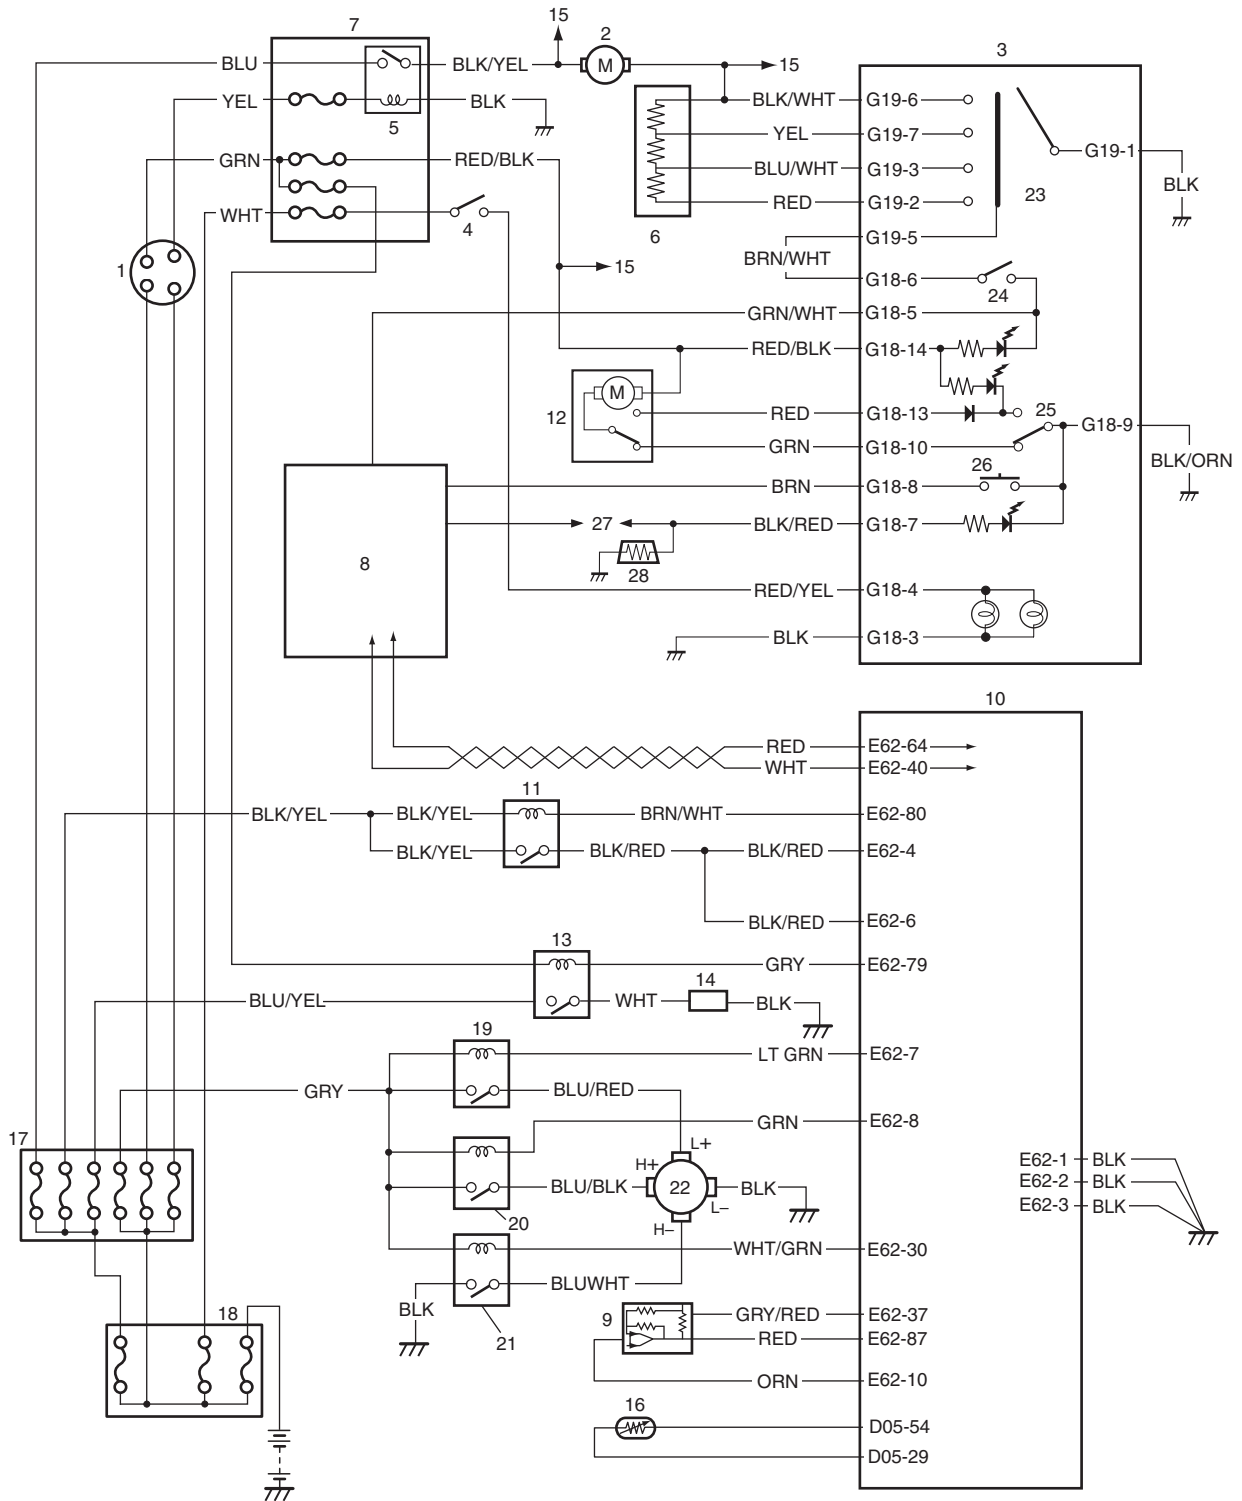 15
7
2
3
BLU
BLK/YEL
M
15
YEL
BLK
BLK/WHT
G19-6
5
YEL
G19-7
GRN
RED/BLK
BLU/WHT
G19-3
G19-1
BLK
WHT
4
RED
G19-2
23
6
G19-5
1
15
BRN/WHT
G18-6
24
GRN/WHT
G18-5
RED/BLK
G18-14
M
12
RED
G18-13
25
G18-9
GRN
G18-10
BLK/ORN
26
BRN
G18-8
27
BLK/RED
G18-7
8
28
RED/YEL
G18-4
BLK
G18-3
10
RED
E62-64
WHT
E62-40
11
BLK/YEL
BLK/YEL
BRN/WHT
E62-80
BLK/YEL
BLK/RED
BLK/RED
E62-4
BLK/RED
E62-6
13
GRY
E62-79
14
BLU/YEL
WHT
BLK
19
LT GRN
E62-7
GRY
BLU/RED
GRN
E62-8
17
L+
H+
E62-1
BLK
BLU/BLK
22
BLK
E62-2
BLK
L–
E62-3
BLK
20
H–
WHT/GRN
E62-30
BLUWHT
BLK
18
9
GRY/RED
E62-37
21
RED
E62-87
ORN
E62-10
16
D05-54
D05-29